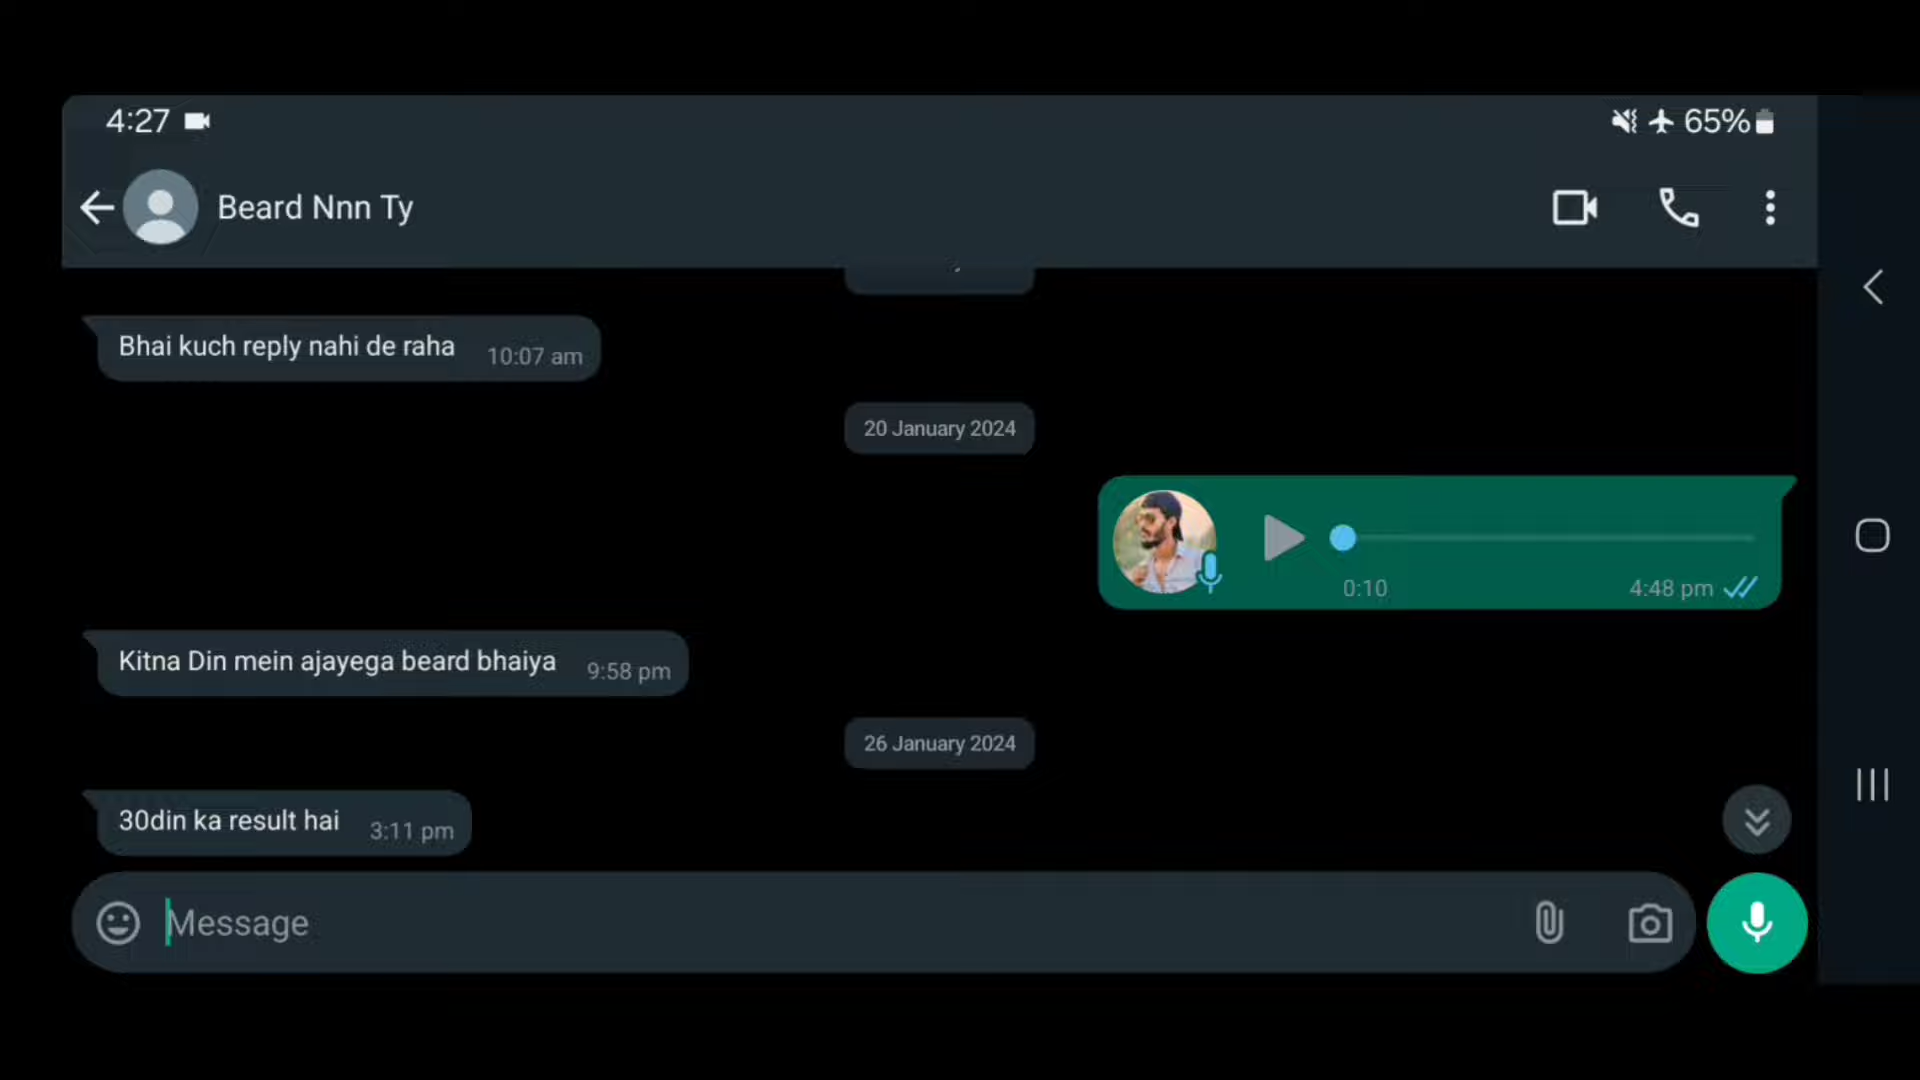 4:27
65%
Beard Nnn Ty
Bhai kuch reply nahi de raha 10:07 am
20 January 2024
0:10 4:48 pm
Kitna Din mein ajayega beard bhaiya 9:58 pm
26 January 2024
30din ka result hai 3:11 pm
Message